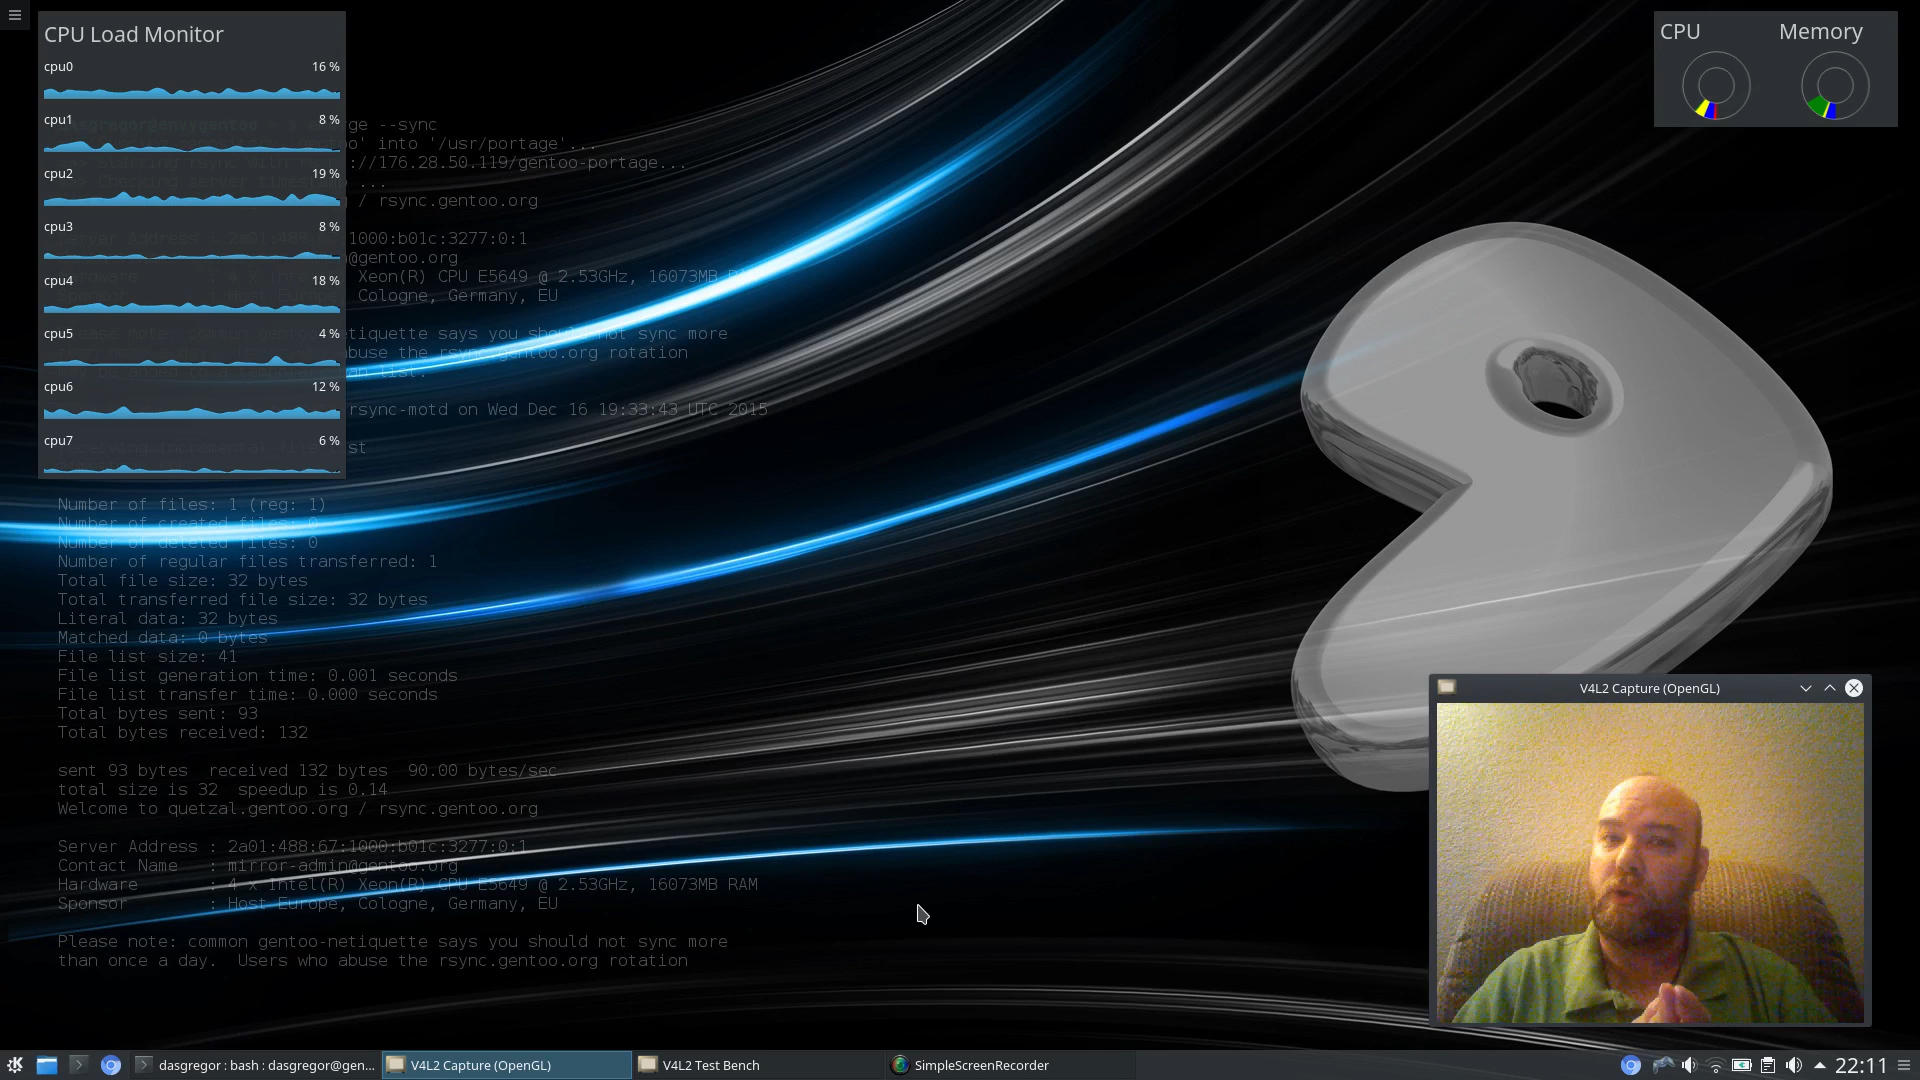 CPU Load Monitor
cpu0 16 %
cpu1 8 %
cpu2 19 %
cpu3 8 %
cpu4 18 %
cpu5 4 %
cpu6 12 %
cpu7 6 %
CPU Memory
ge --sync
oo' into '/usr/portage'...
://176.28.50.119/gentoo-portage...
...
/ rsync.gentoo.org
1000:b01c:3277:0:1
@gentoo.org
Xeon(R) CPU E5649 @ 2.53GHz, 16073MB
Cologne, Germany, EU
netiquette says you should not sync more
abuse the rsync.gentoo.org rotation
list.
rsync-motd on Wed Dec 16 19:33:43 UTC 2015
Number of files: 1 (reg: 1)
Number of created files: 0
Number of deleted files: 0
Number of regular files transferred: 1
Total file size: 32 bytes
Total transferred file size: 32 bytes
Literal data: 32 bytes
Matched data: 0 bytes
File list size: 41
File list generation time: 0.001 seconds
File list transfer time: 0.000 seconds
Total bytes sent: 93
Total bytes received: 132
sent 93 bytes  received 132 bytes  90.00 bytes/sec
total size is 32  speedup is 0.14
Welcome to quetzal.gentoo.org / rsync.gentoo.org
Server Address : 2a01:488:67:1000:b01c:3277:0:1
Contact Name   : mirror-admin@gentoo.org
Hardware       : 4 x Intel(R) Xeon(R) CPU E5649 @ 2.53GHz, 16073MB RAM
Sponsor        : Host Europe, Cologne, Germany, EU
Please note: common gentoo-netiquette says you should not sync more
than once a day.  Users who abuse the rsync.gentoo.org rotation
V4L2 Capture (OpenGL)
dasgregor : bash : dasgregor@gen...
V4L2 Capture (OpenGL)
V4L2 Test Bench
SimpleScreenRecorder
22:11